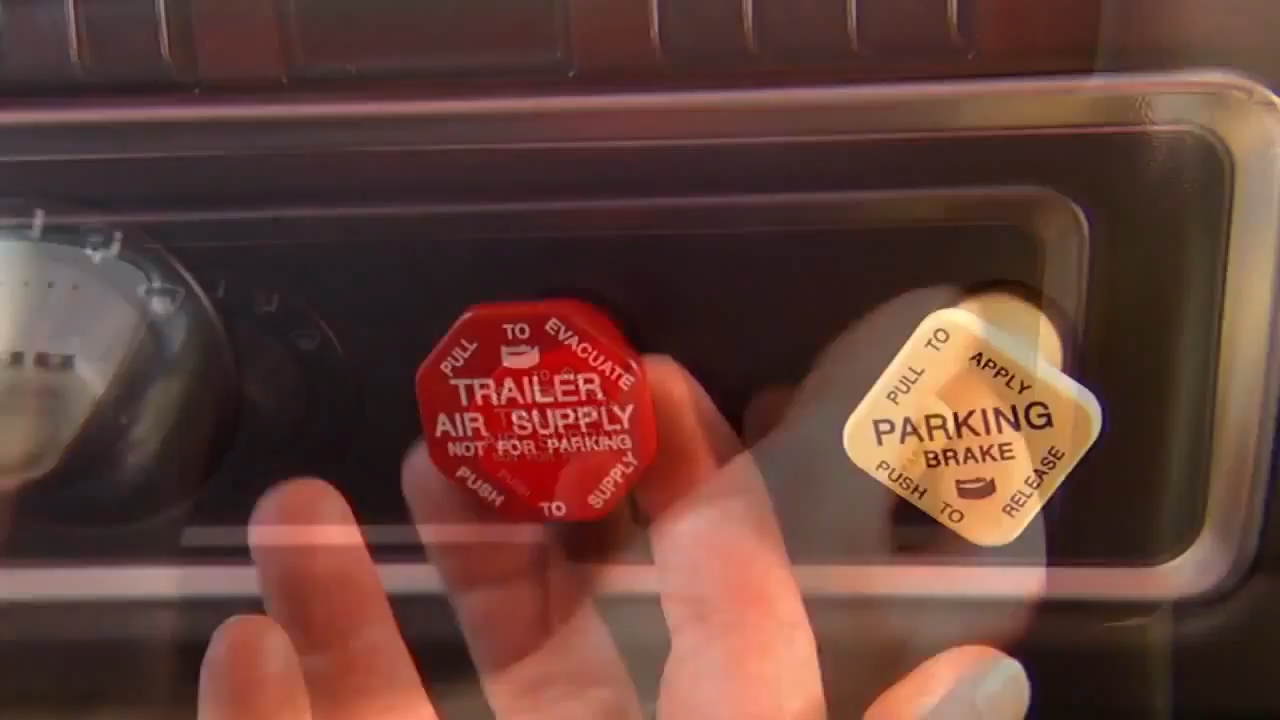 PULL TO EVACUATE
TRAILER
AIR SUPPLY
NOT FOR PARKING
PUSH TO SUPPLY
PULL TO APPLY
PARKING
BRAKE
PUSH TO RELEASE